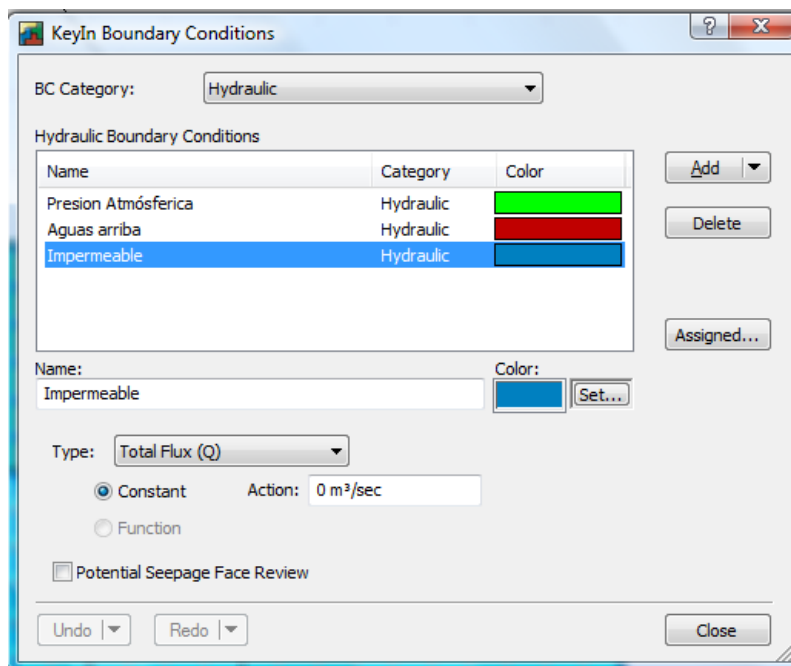 KeyIn Boundary Conditions
BC Category: Hydraulic
Hydraulic Boundary Conditions
Name Category Color
Presion Atmósferica Hydraulic
Aguas arriba Hydraulic
Impermeable Hydraulic
Add
Delete
Assigned...
Name: Color:
Impermeable Set...
Type: Total Flux (Q)
Constant Action: 0 m³/sec
Function
Potential Seepage Face Review
Undo Redo Close